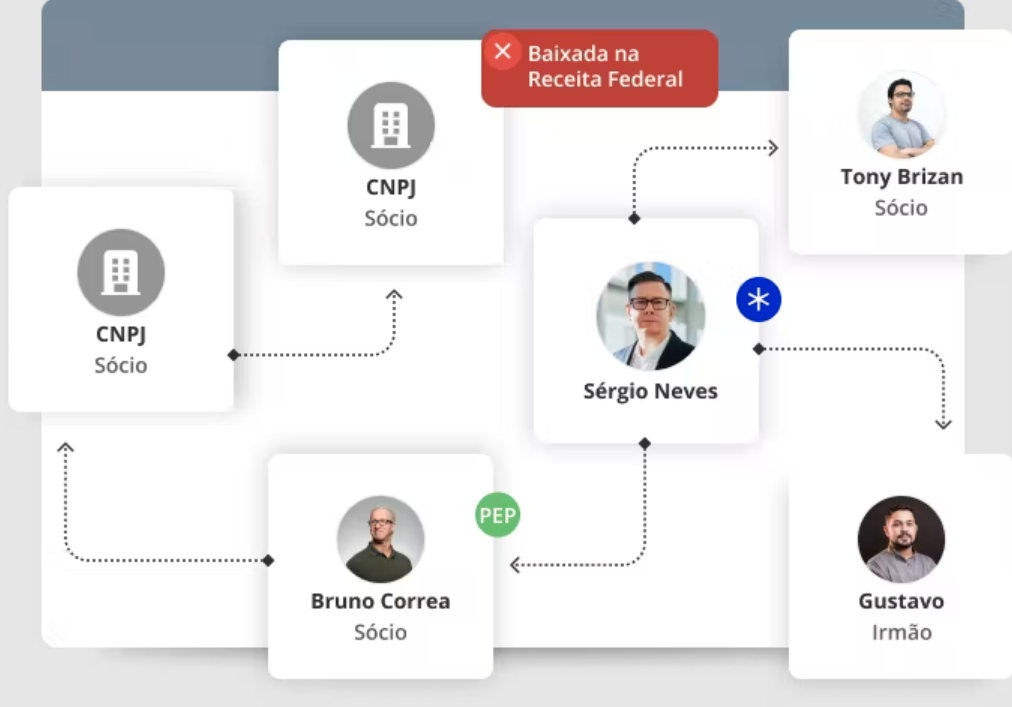 Baixada na
Receita Federal
CNPJ
Sócio
Tony Brizan
Sócio
CNPJ
Sócio
Sérgio Neves
PEP
Bruno Correa
Sócio
Gustavo
Irmão